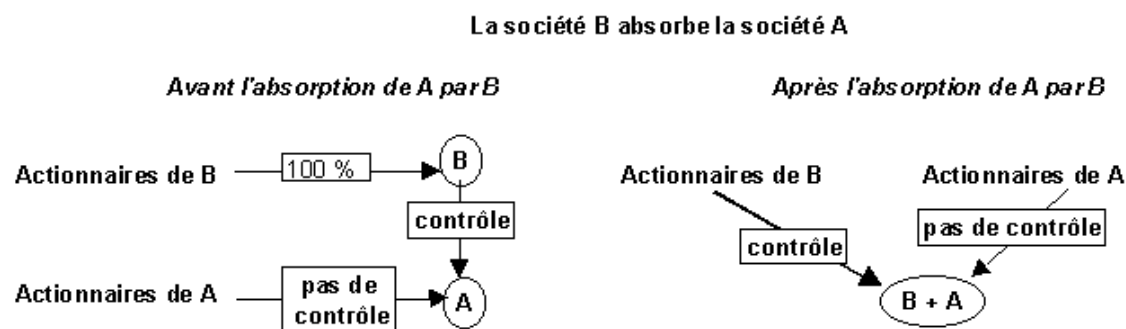 La société B absorbe la société A
Avant l'absorption de A par B
Après l'absorption de A par B
Actionnaires de B
100 %
B
contrôle
Actionnaires de A
pas de
contrôle
A
Actionnaires de B
Actionnaires de A
contrôle
pas de contrôle
B + A